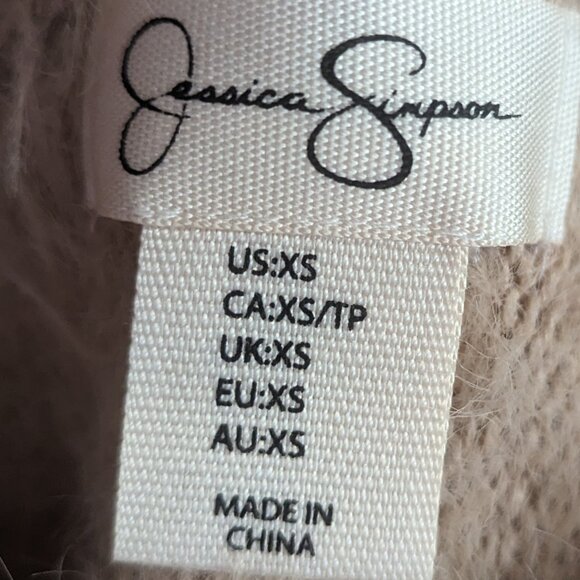 Jessica Simpson
US:XS
CA:XS/TP
UK:XS
EU:XS
AU:XS
MADE IN
CHINA